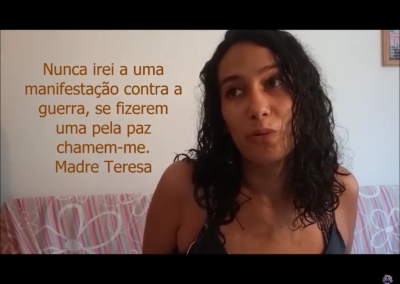 Nunca irei a uma
manifestação contra a
guerra, se fizerem
uma pela paz
chamem-me.
Madre Teresa